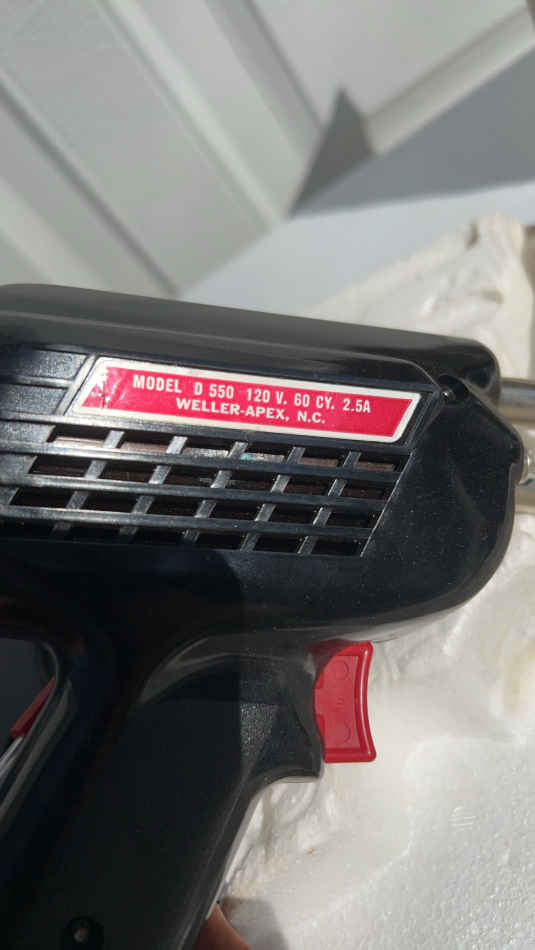 MODEL D 550 120 V. 60 CY. 2.5A
WELLER-APEX, N.C.